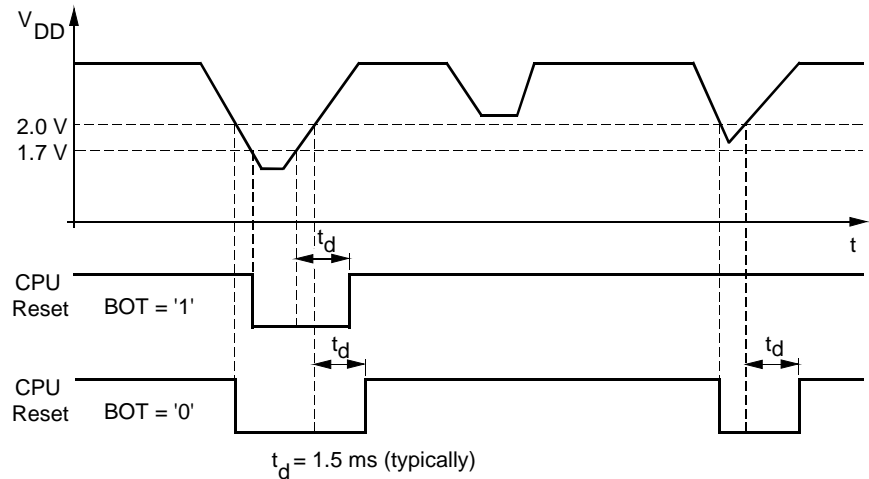 VDD
2.0 V
1.7 V
t
td
CPU
Reset
BOT = '1'
td
td
CPU
Reset
BOT = '0'
td = 1.5 ms (typically)